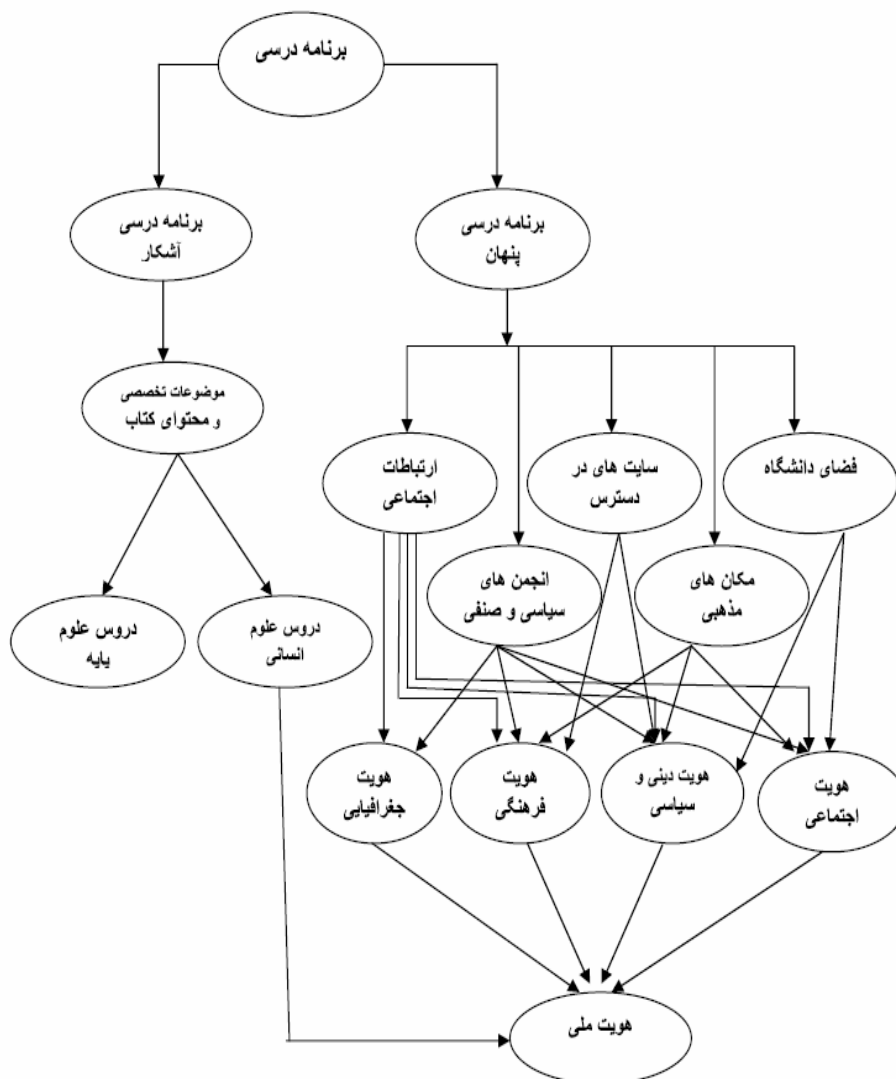 برنامه درسی
برنامه درسی
پنهان
برنامه درسی
آشکار
موضوعات تخصصی
و محتوای کتاب
فضای دانشگاه
سایت های در
دسترس
ارتباطات
اجتماعی
مکان های
مذهبی
انجمن های
سیاسی و صنفی
دروس علوم
انسانی
دروس علوم
پایه
هویت
اجتماعی
هویت دینی و
سیاسی
هویت
فرهنگی
هویت
جغرافیایی
هویت ملی